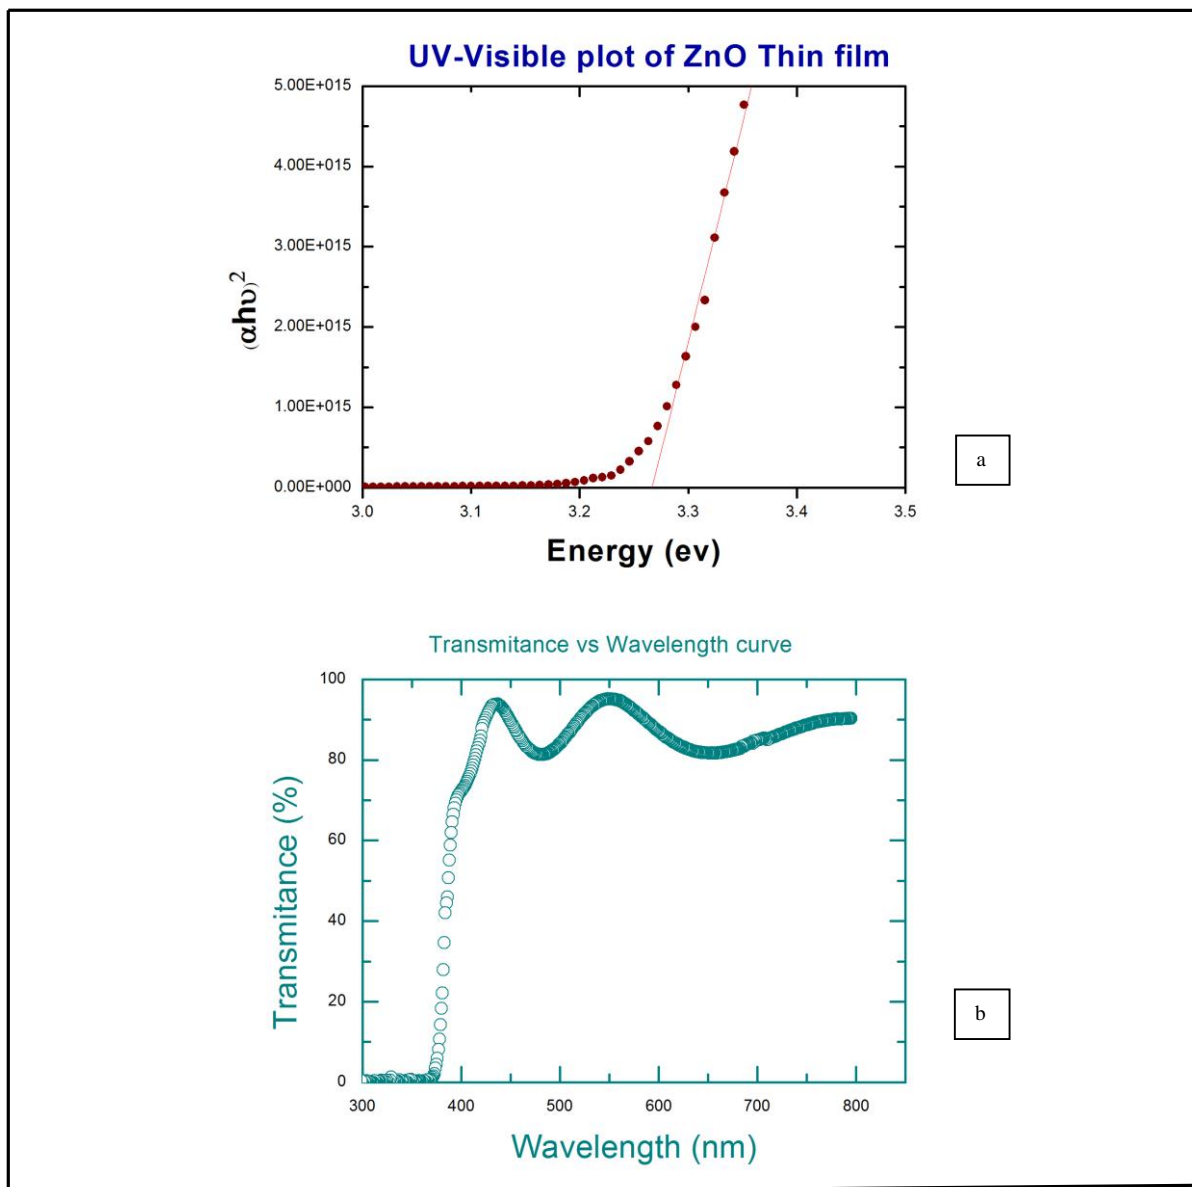 UV-Visible plot of ZnO Thin film
5.00E+015
4.00E+015
3.00E+015
2.00E+015
1.00E+015
0.00E+000
(αhυ)²
3.0 3.1 3.2 3.3 3.4 3.5
Energy (ev)
a
Transmitance vs Wavelength curve
100
80
60
40
20
0
Transmitance (%)
300 400 500 600 700 800
Wavelength (nm)
b